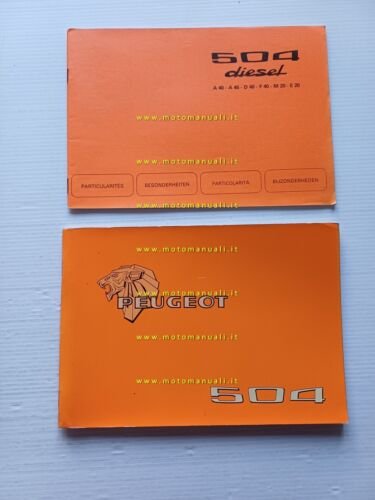 504
diesel
A 40 - A 45 - D 40 - F 40 - M 20 - E 20
www.motomanuali.it
www.motomanuali.it
PARTICULARITÉS BESONDERHEITEN PARTICOLARITÀ BIJZONDERHEDEN
www.motomanuali.it
www.motomanuali.it
PEUGEOT
www.motomanuali.it
www.motomanuali.it
504